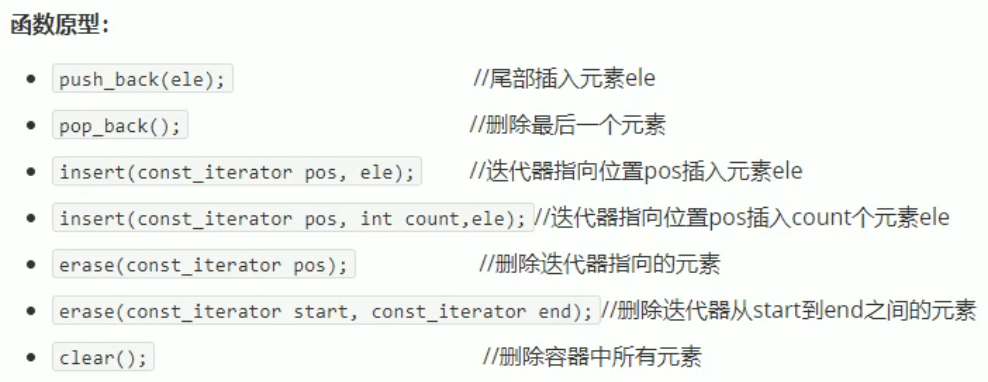 函数原型：
push_back(ele); //尾部插入元素ele
pop_back(); //删除最后一个元素
insert(const_iterator pos, ele); //迭代器指向位置pos插入元素ele
insert(const_iterator pos, int count,ele); //迭代器指向位置pos插入count个元素ele
erase(const_iterator pos); //删除迭代器指向的元素
erase(const_iterator start, const_iterator end); //删除迭代器从start到end之间的元素
clear(); //删除容器中所有元素